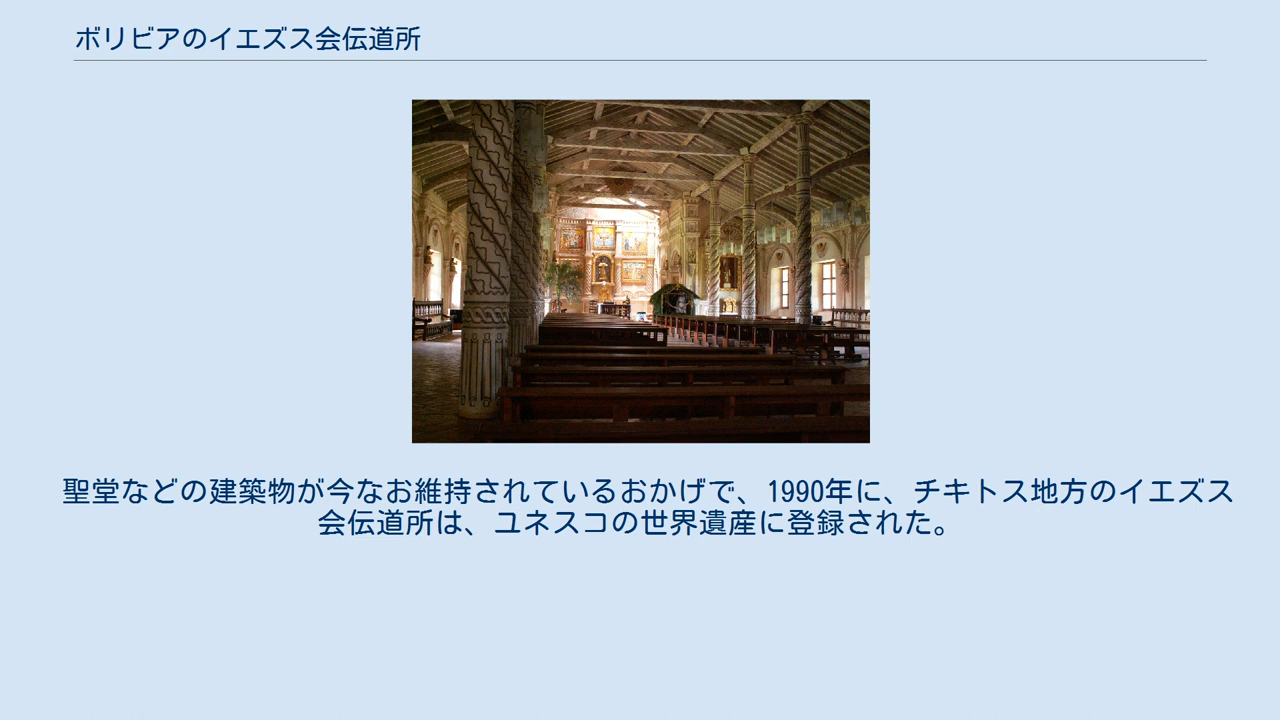 ボリビアのイエズス会伝道所
聖堂などの建築物が今なお維持されているおかげで、1990年に、チキトス地方のイエズス
会伝道所は、ユネスコの世界遺産に登録された。